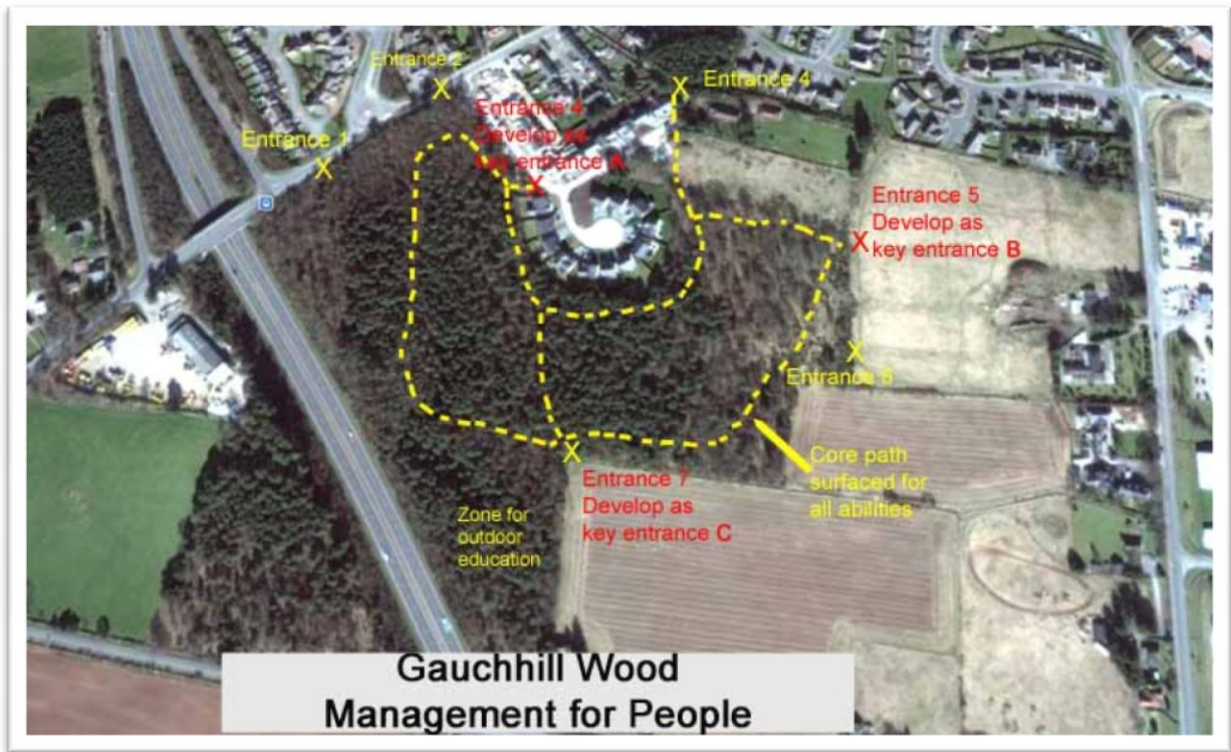 Entrance 2
Entrance 4
Entrance 4
Develop as
key entrance A
Entrance 1
Entrance 5
Develop as
key entrance B
Entrance 6
Core path
surfaced for
all abilities
Entrance 7
Develop as
key entrance C
Zone for
outdoor
education
Gauchhill Wood
Management for People